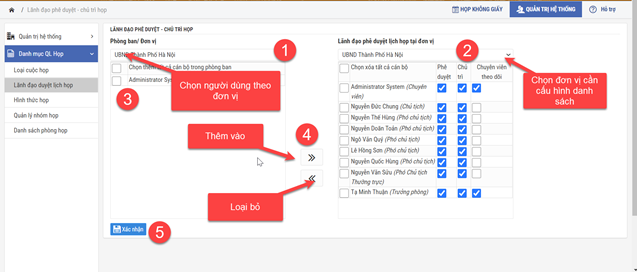 Lãnh đạo phê duyệt - chủ trì họp
HỌP KHÔNG GIẤY
QUẢN TRỊ HỆ THỐNG
Hỗ trợ
Quản trị hệ thống
Danh mục QL Họp
Loại cuộc họp
Lãnh đạo duyệt lịch họp
Hình thức họp
Quản lý nhóm họp
Danh sách phòng họp
LÃNH ĐẠO PHÊ DUYỆT - CHỦ TRÌ HỌP
Phòng ban/ Đơn vị
1
UBND Thành Phố Hà Nội
Chọn thêm tất cả cán bộ trong phòng ban
Administrator Sys
3
Chọn người dùng theo đơn vị
Thêm vào
4
Loại bỏ
5
Xác nhận
Lãnh đạo phê duyệt lịch họp tại đơn vị
2
UBND Thành Phố Hà Nội
Chọn xóa tất cả cán bộ
Phê duyệt
Chủ trì
Chuyên viên theo dõi
Chọn đơn vị cần cấu hình danh sách
Administrator System (Chuyên viên)
Nguyễn Đức Chung (Chủ tịch)
Nguyễn Thế Hùng (Phó chủ tịch)
Nguyễn Doãn Toản (Phó chủ tịch)
Ngô Văn Quý (Phó chủ tịch)
Lê Hồng Sơn (Phó chủ tịch)
Nguyễn Quốc Hùng (Phó chủ tịch)
Nguyễn Văn Sửu (Phó Chủ tịch Thường trực)
Tạ Minh Thuận (Trưởng phòng)